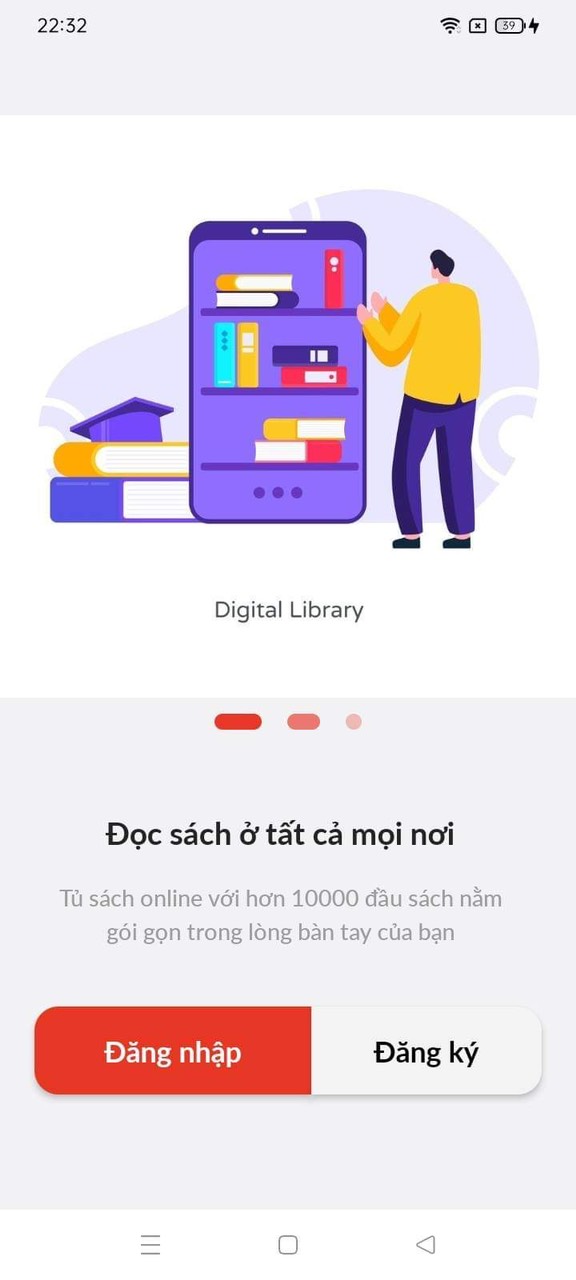 22:32
39
Digital Library
Đọc sách ở tất cả mọi nơi
Tủ sách online với hơn 10000 đầu sách nằm
gói gọn trong lòng bàn tay của bạn
Đăng nhập
Đăng ký